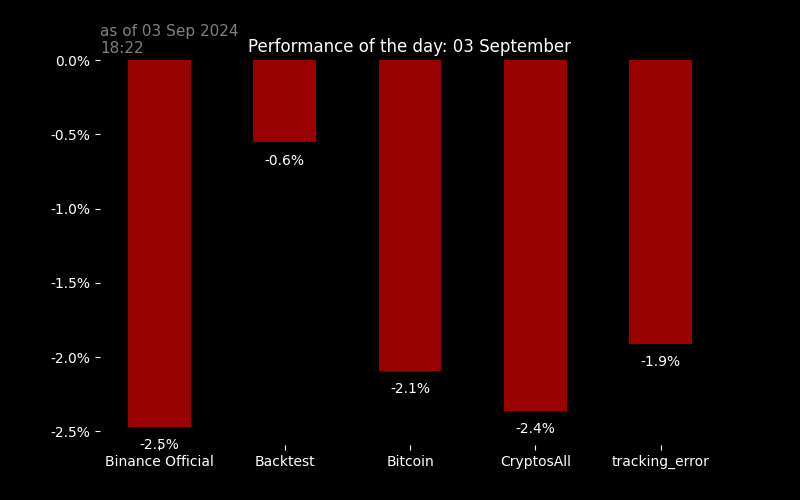 as of 03 Sep 2024
18:22
Performance of the day: 03 September
0.0%
-0.5%
-1.0%
-1.5%
-2.0%
-2.5%
-2.5%
-0.6%
-2.1%
-2.4%
-1.9%
Binance Official
Backtest
Bitcoin
CryptosAll
tracking_error